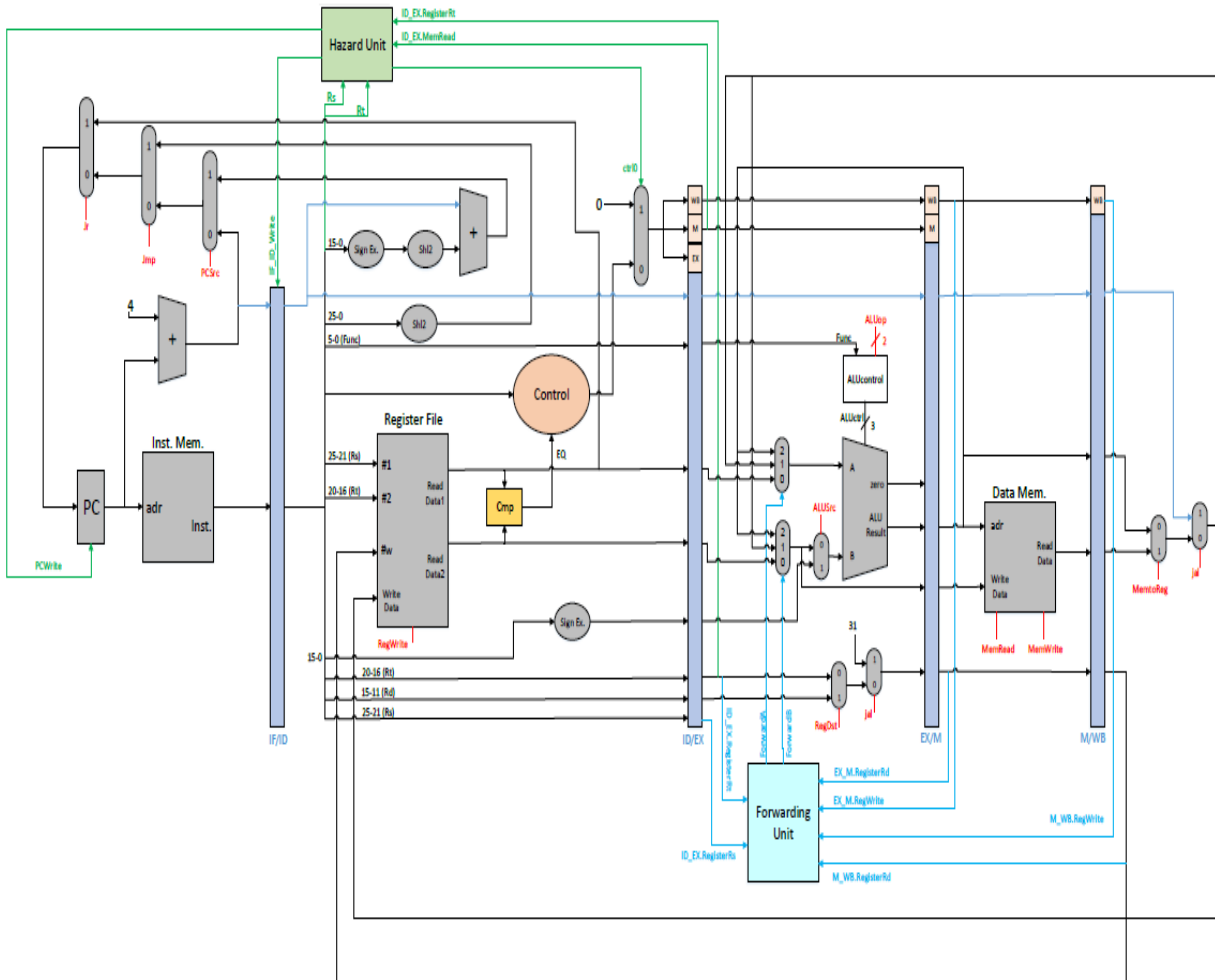 ID_EX.RegisterRt
Hazard Unit
ID_EX.MemRead
Rs
Rt
1
0
Jr
1
0
Jmp
1
0
PCSrc
IF_ID_Write
ctrl0
0
1
0
WB
M
EX
WB
M
WB
15-0
Sign Ex.
Shl2
+
4
+
25-0
Shl2
5-0 (Func)
Func
ALUop
2
ALUcontrol
ALUctrl
3
Control
EQ
Register File
Inst. Mem.
PC
adr
Inst.
PCWrite
25-21 (Rs)
20-16 (Rt)
#1
#2
#w
Read
Data1
Read
Data2
Write
Data
RegWrite
Cmp
2
1
0
2
1
0
ALUSrc
0
1
A
B
zero
ALU
Result
Data Mem.
adr
Read
Data
Write
Data
MemRead
MemWrite
0
1
MemtoReg
1
0
Jal
Sign Ex.
15-0
20-16 (Rt)
15-11 (Rd)
25-21 (Rs)
31
0
1
RegDst
1
0
Jal
IF/ID
ID/EX
EX/M
M/WB
ForwardA
ForwardB
Forwarding
Unit
EX_M.RegisterRd
EX_M.RegWrite
M_WB.RegWrite
M_WB.RegisterRd
ID_EX.RegisterRs